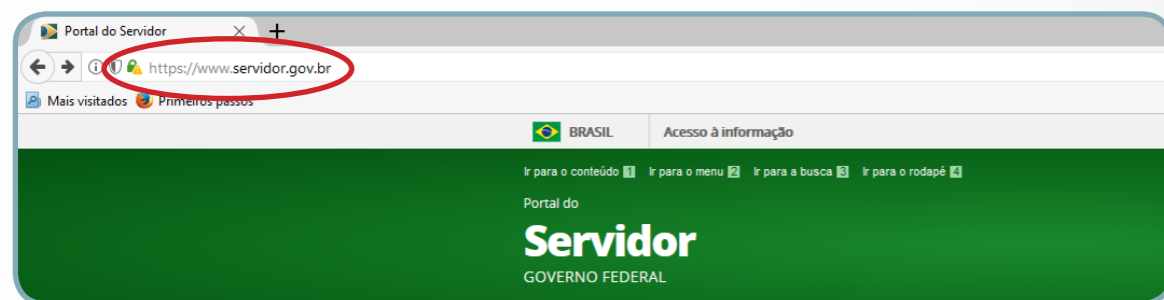 Portal do Servidor
https://www.servidor.gov.br
Mais visitados Primeiros passos
BRASIL Acesso à informação
Ir para o conteúdo 1 Ir para o menu 2 Ir para a busca 3 Ir para o rodapé 4
Portal do
Servidor
GOVERNO FEDERAL